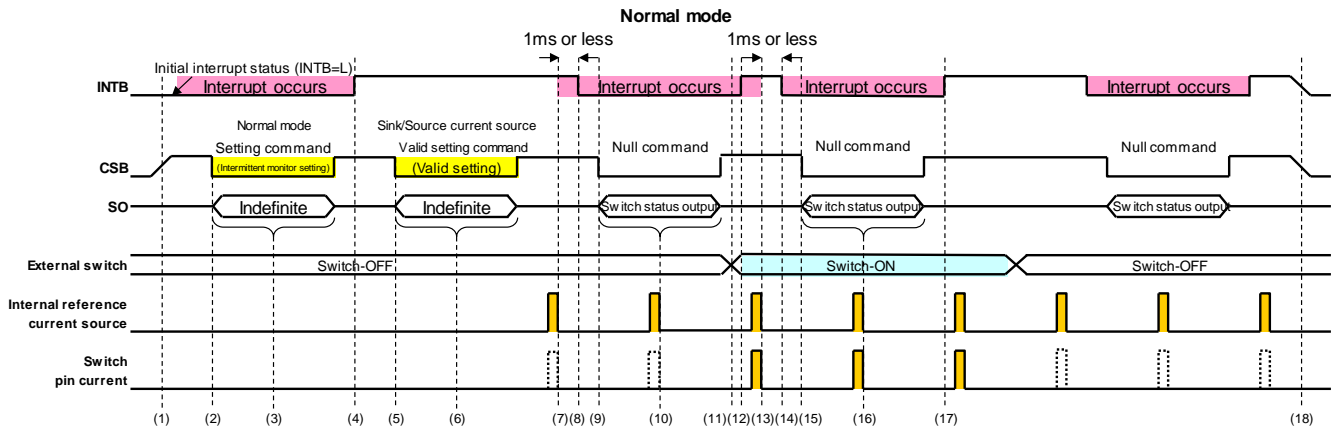 Normal mode
1ms or less
1ms or less
Initial interrupt status (INTB=L)
INTB
Interrupt occurs
Interrupt occurs
Interrupt occurs
Interrupt occurs
Normal mode
Setting command
(Intermittent monitor setting)
Sink/Source current source
Valid setting command
(Valid setting)
Null command
Null command
Null command
CSB
SO
Indefinite
Indefinite
Switch status output
Switch status output
Switch status output
External switch
Switch-OFF
Switch-ON
Switch-OFF
Internal reference
current source
Switch
pin current
(1)
(2)
(3)
(4)
(5)
(6)
(7)
(8)
(9)
(10)
(11)
(12)
(13)
(14)
(15)
(16)
(17)
(18)